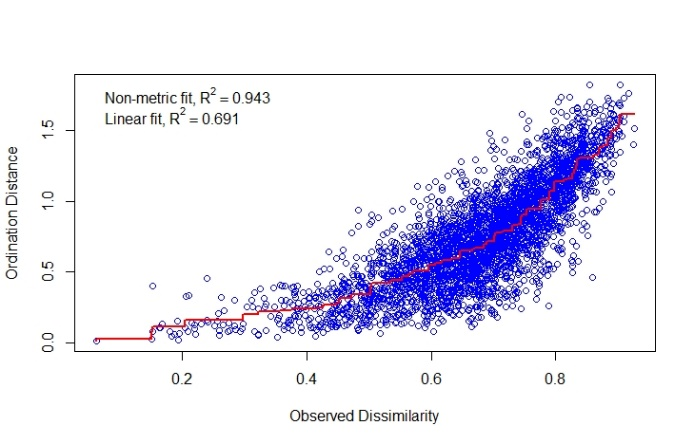 Non-metric fit, R² = 0.943
Linear fit, R² = 0.691
Ordination Distance
0.0
0.5
1.0
1.5
0.2 0.4 0.6 0.8
Observed Dissimilarity